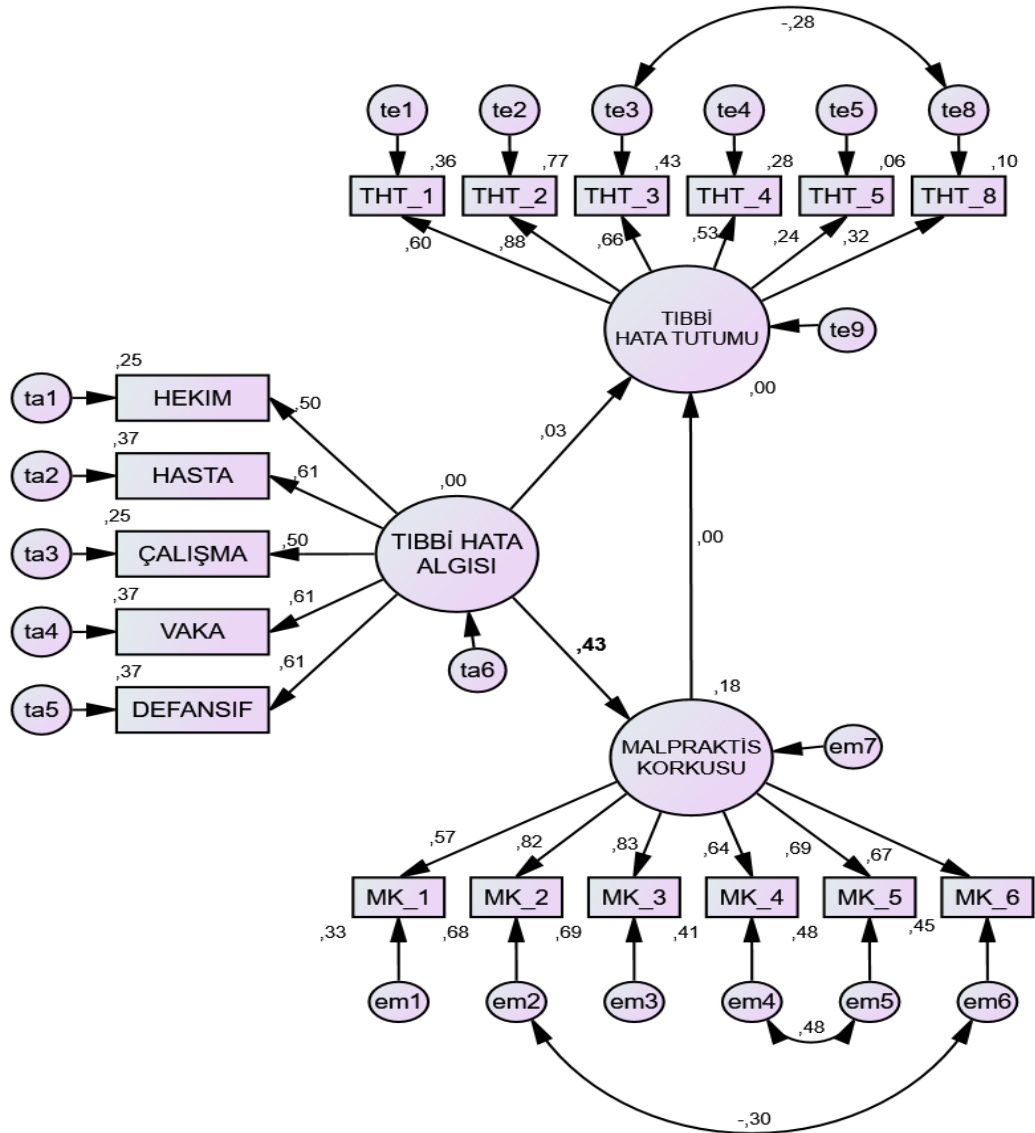 -,28
te1 te2 te3 te4 te5 te8
,36 ,77 ,43 ,28 ,06 ,10
THT_1 THT_2 THT_3 THT_4 THT_5 THT_8
,60 ,88 ,66 ,53 ,24 ,32
TIBBİ
HATA TUTUMU
te9
,00
,25
ta1 HEKIM ,50
,03
,37
ta2 HASTA ,61
,00
,25
ta3 ÇALIŞMA ,50
TIBBİ HATA
ALGISI
,00
,37
ta4 VAKA ,61
,43
ta6
,37
ta5 DEFANSIF ,61
,18
MALPRAKTİS
KORKUSU
em7
,57 ,82 ,83 ,64 ,69 ,67
MK_1 MK_2 MK_3 MK_4 MK_5 MK_6
,33 ,68 ,69 ,41 ,48 ,45
em1 em2 em3 em4 em5 em6
,48
-,30